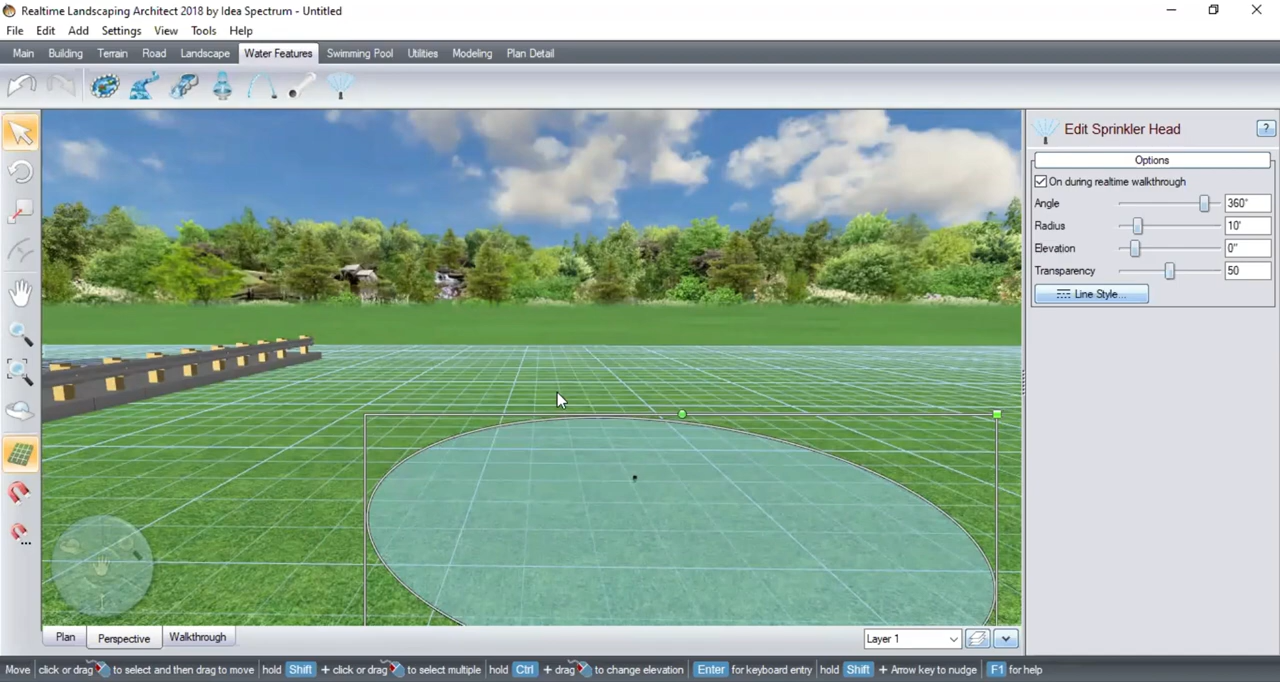 Realtime Landscaping Architect 2018 by Idea Spectrum - Untitled
File Edit Add Settings View Tools Help
Main Building Terrain Road Landscape Water Features Swimming Pool Utilities Modeling Plan Detail
Edit Sprinkler Head ?
Options
On during realtime walkthrough
Angle 360°
Radius 10'
Elevation 0"
Transparency 50
Line Style...
Plan Perspective Walkthrough Layer 1
Move click or drag to select and then drag to move hold Shift + click or drag to select multiple hold Ctrl + drag to change elevation Enter for keyboard entry hold Shift + Arrow key to nudge F1 for help